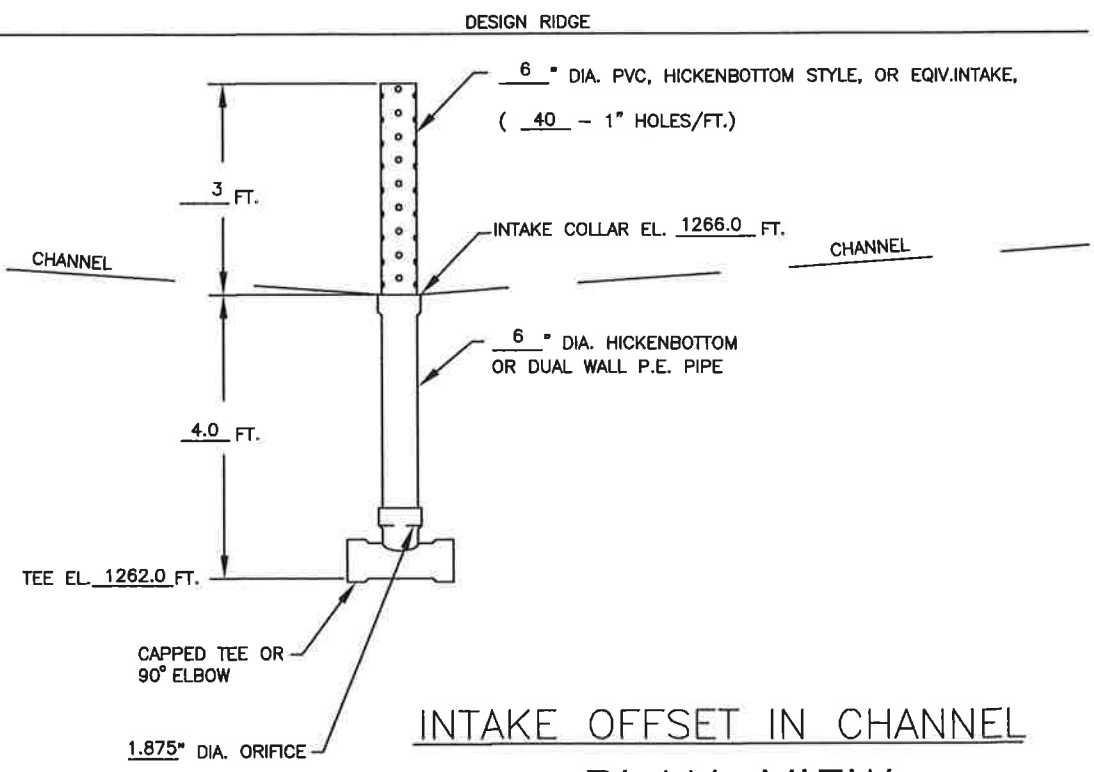 DESIGN RIDGE
6 " DIA. PVC, HICKENBOTTOM STYLE, OR EQIV.INTAKE,
( 40 - 1" HOLES/FT.)
3 FT.
INTAKE COLLAR EL. 1266.0 FT.
CHANNEL
CHANNEL
6 " DIA. HICKENBOTTOM
OR DUAL WALL P.E. PIPE
4.0 FT.
TEE EL. 1262.0 FT.
CAPPED TEE OR
90° ELBOW
1.875" DIA. ORIFICE
INTAKE OFFSET IN CHANNEL